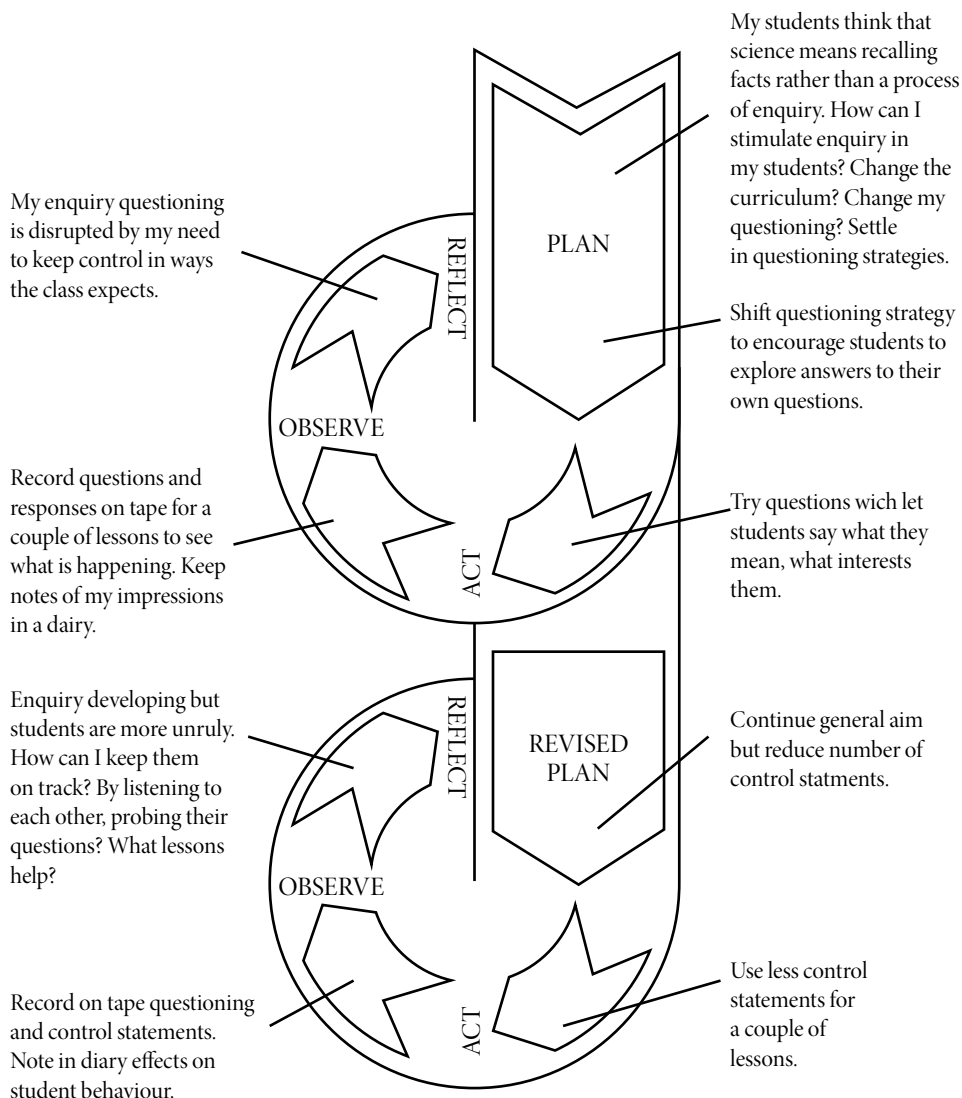 My students think that
science means recalling
facts rather than a process
of enquiry. How can I
stimulate enquiry in
my students? Change the
curriculum? Change my
questioning? Settle
in questioning strategies.
PLAN
Shift questioning strategy
to encourage students to
explore answers to their
own questions.
Try questions wich let
students say what they
mean, what interests
them.
ACT
Record questions and
responses on tape for a
couple of lessons to see
what is happening. Keep
notes of my impressions
in a dairy.
OBSERVE
My enquiry questioning
is disrupted by my need
to keep control in ways
the class expects.
REFLECT
REVISED
PLAN
Continue general aim
but reduce number of
control statments.
Use less control
statements for
a couple of
lessons.
ACT
Record on tape questioning
and control statements.
Note in diary effects on
student behaviour.
OBSERVE
Enquiry developing but
students are more unruly.
How can I keep them
on track? By listening to
each other, probing their
questions? What lessons
help?
REFLECT